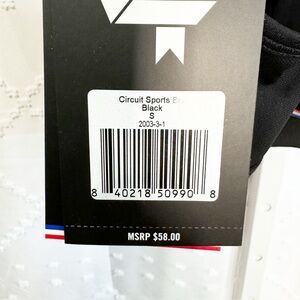 Circuit Sports
Black
S
2003-3-1
8 40218 50990 8
MSRP $58.00